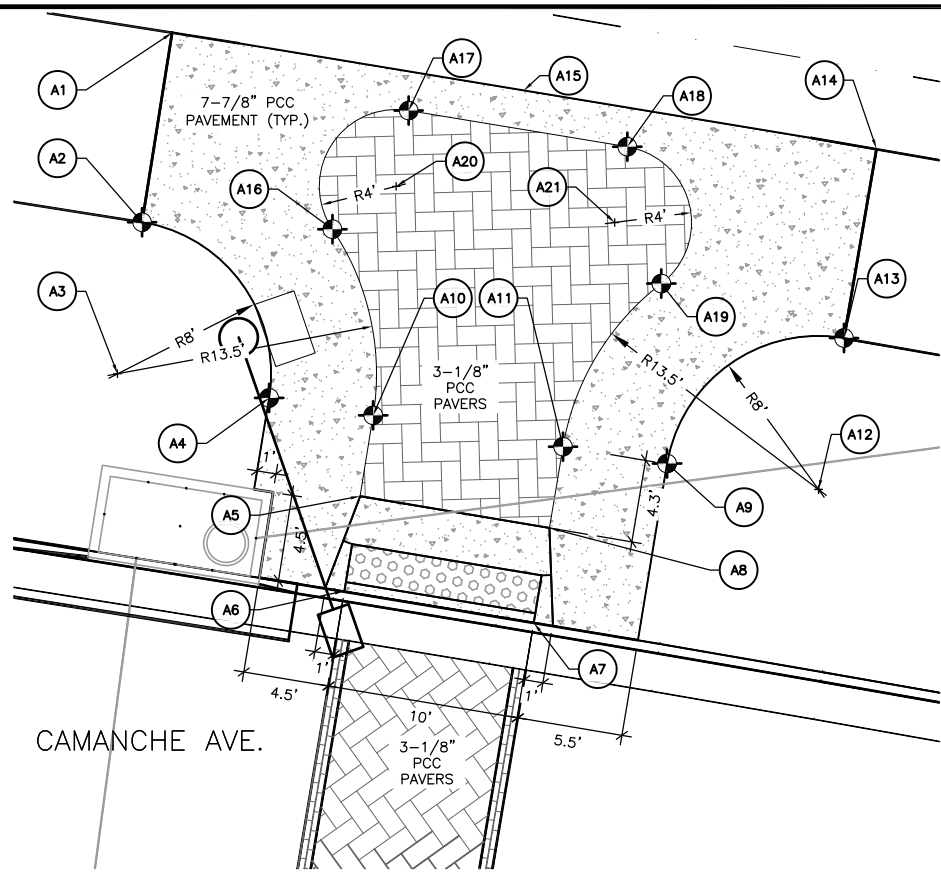 A17
A15
A1
A14
A18
7-7/8" PCC
PAVEMENT (TYP.)
A2
A20
A16
R4'
A21
R4'
A13
A3
A10
A11
A19
R8'
R13.5'
R13.5'
3-1/8"
PCC
PAVERS
R8'
A4
A12
1'
A5
A9
4.3'
4.5'
A8
A6
1'
A7
1'
4.5'
10'
5.5'
CAMANCHE AVE.
3-1/8"
PCC
PAVERS